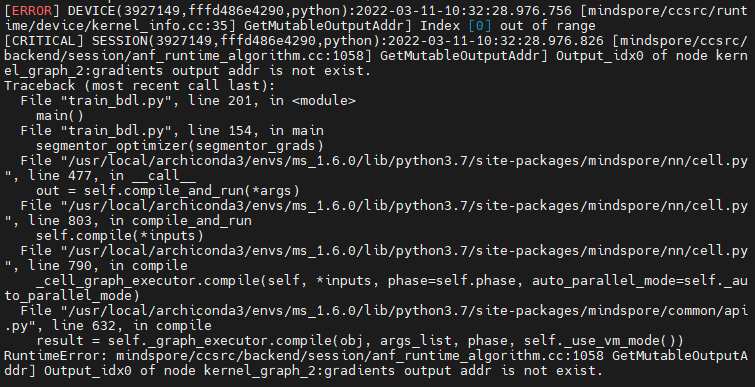 [ERROR] DEVICE(3927149,fffd486e4290,python):2022-03-11-10:32:28.976.756 [mindspore/ccsrc/runt
ime/device/kernel_info.cc:35] GetMutableOutputAddr] Index [0] out of range
[CRITICAL] SESSION(3927149,fffd486e4290,python):2022-03-11-10:32:28.976.826 [mindspore/ccsrc/
backend/session/anf_runtime_algorithm.cc:1058] GetMutableOutputAddr] Output_idx0 of node kern
el_graph_2:gradients output addr is not exist.
Traceback (most recent call last):
  File "train_bdl.py", line 201, in <module>
    main()
  File "train_bdl.py", line 154, in main
    segmentor_optimizer(segmentor_grads)
  File "/usr/local/archiconda3/envs/ms_1.6.0/lib/python3.7/site-packages/mindspore/nn/cell.py
", line 477, in __call__
    out = self.compile_and_run(*args)
  File "/usr/local/archiconda3/envs/ms_1.6.0/lib/python3.7/site-packages/mindspore/nn/cell.py
", line 803, in compile_and_run
    self.compile(*inputs)
  File "/usr/local/archiconda3/envs/ms_1.6.0/lib/python3.7/site-packages/mindspore/nn/cell.py
", line 790, in compile
    _cell_graph_executor.compile(self, *inputs, phase=self.phase, auto_parallel_mode=self._au
to_parallel_mode)
  File "/usr/local/archiconda3/envs/ms_1.6.0/lib/python3.7/site-packages/mindspore/common/api
.py", line 632, in compile
    result = self._graph_executor.compile(obj, args_list, phase, self._use_vm_mode())
RuntimeError: mindspore/ccsrc/backend/session/anf_runtime_algorithm.cc:1058 GetMutableOutputA
ddr] Output_idx0 of node kernel_graph_2:gradients output addr is not exist.